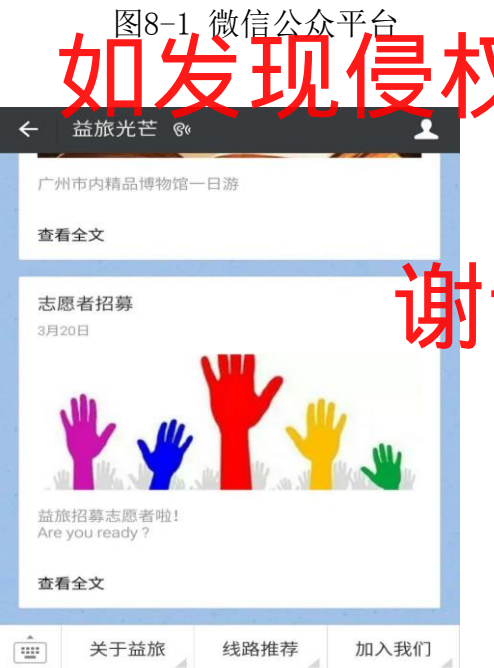 图8-1 微信公众平台
如发现侵权
益旅光芒
广州市内精品博物馆一日游
查看全文
谢
志愿者招募
3月20日
益旅招募志愿者啦！
Are you ready？
查看全文
关于益旅 线路推荐 加入我们